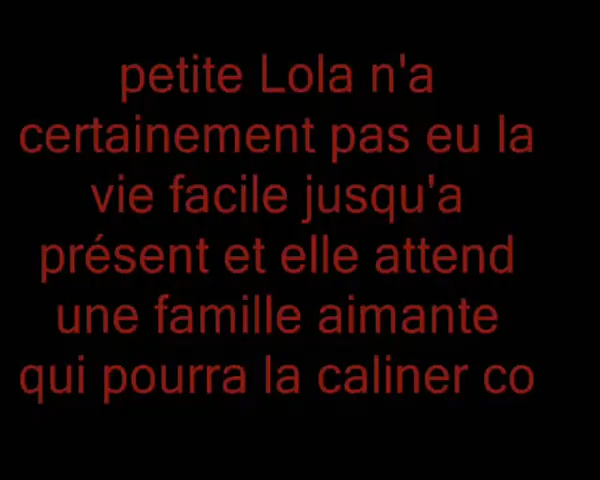 petite Lola n'a
certainement pas eu la
vie facile jusqu'a
présent et elle attend
une famille aimante
qui pourra la caliner co